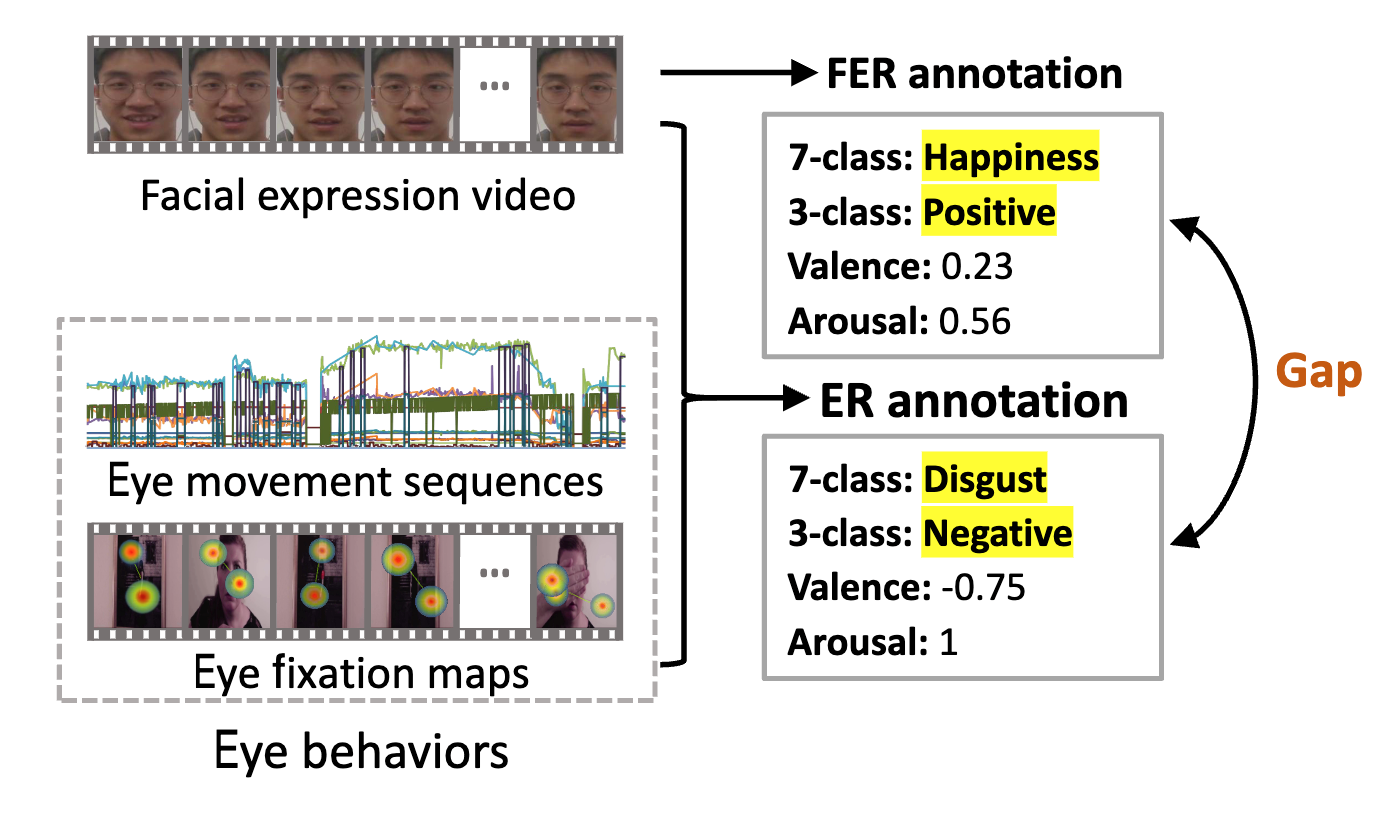 Facial expression video
Eye movement sequences
Eye fixation maps
Eye behaviors
FER annotation
7-class: Happiness
3-class: Positive
Valence: 0.23
Arousal: 0.56
ER annotation
7-class: Disgust
3-class: Negative
Valence: -0.75
Arousal: 1
Gap